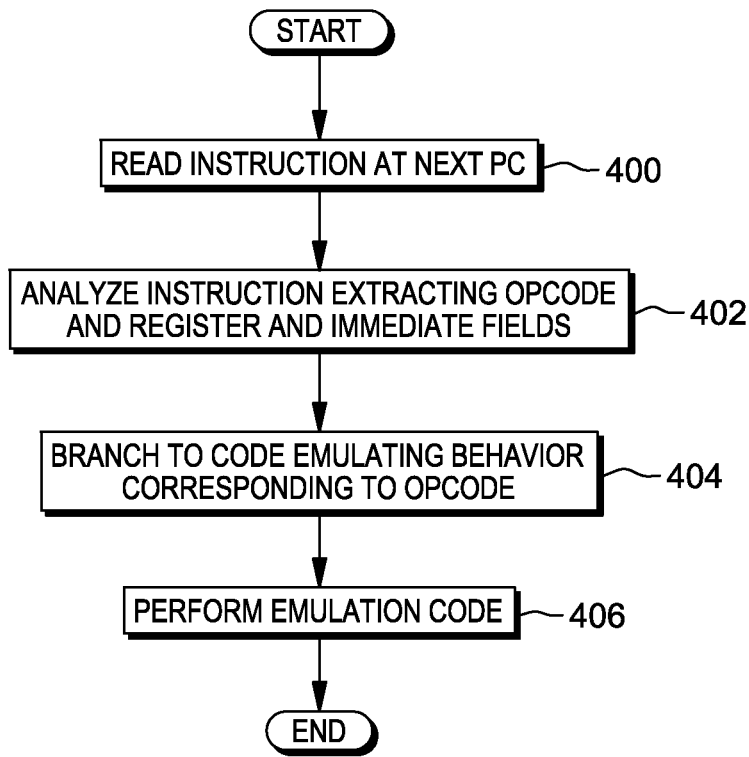 START
READ INSTRUCTION AT NEXT PC
400
ANALYZE INSTRUCTION EXTRACTING OPCODE
AND REGISTER AND IMMEDIATE FIELDS
402
BRANCH TO CODE EMULATING BEHAVIOR
CORRESPONDING TO OPCODE
404
PERFORM EMULATION CODE
406
END